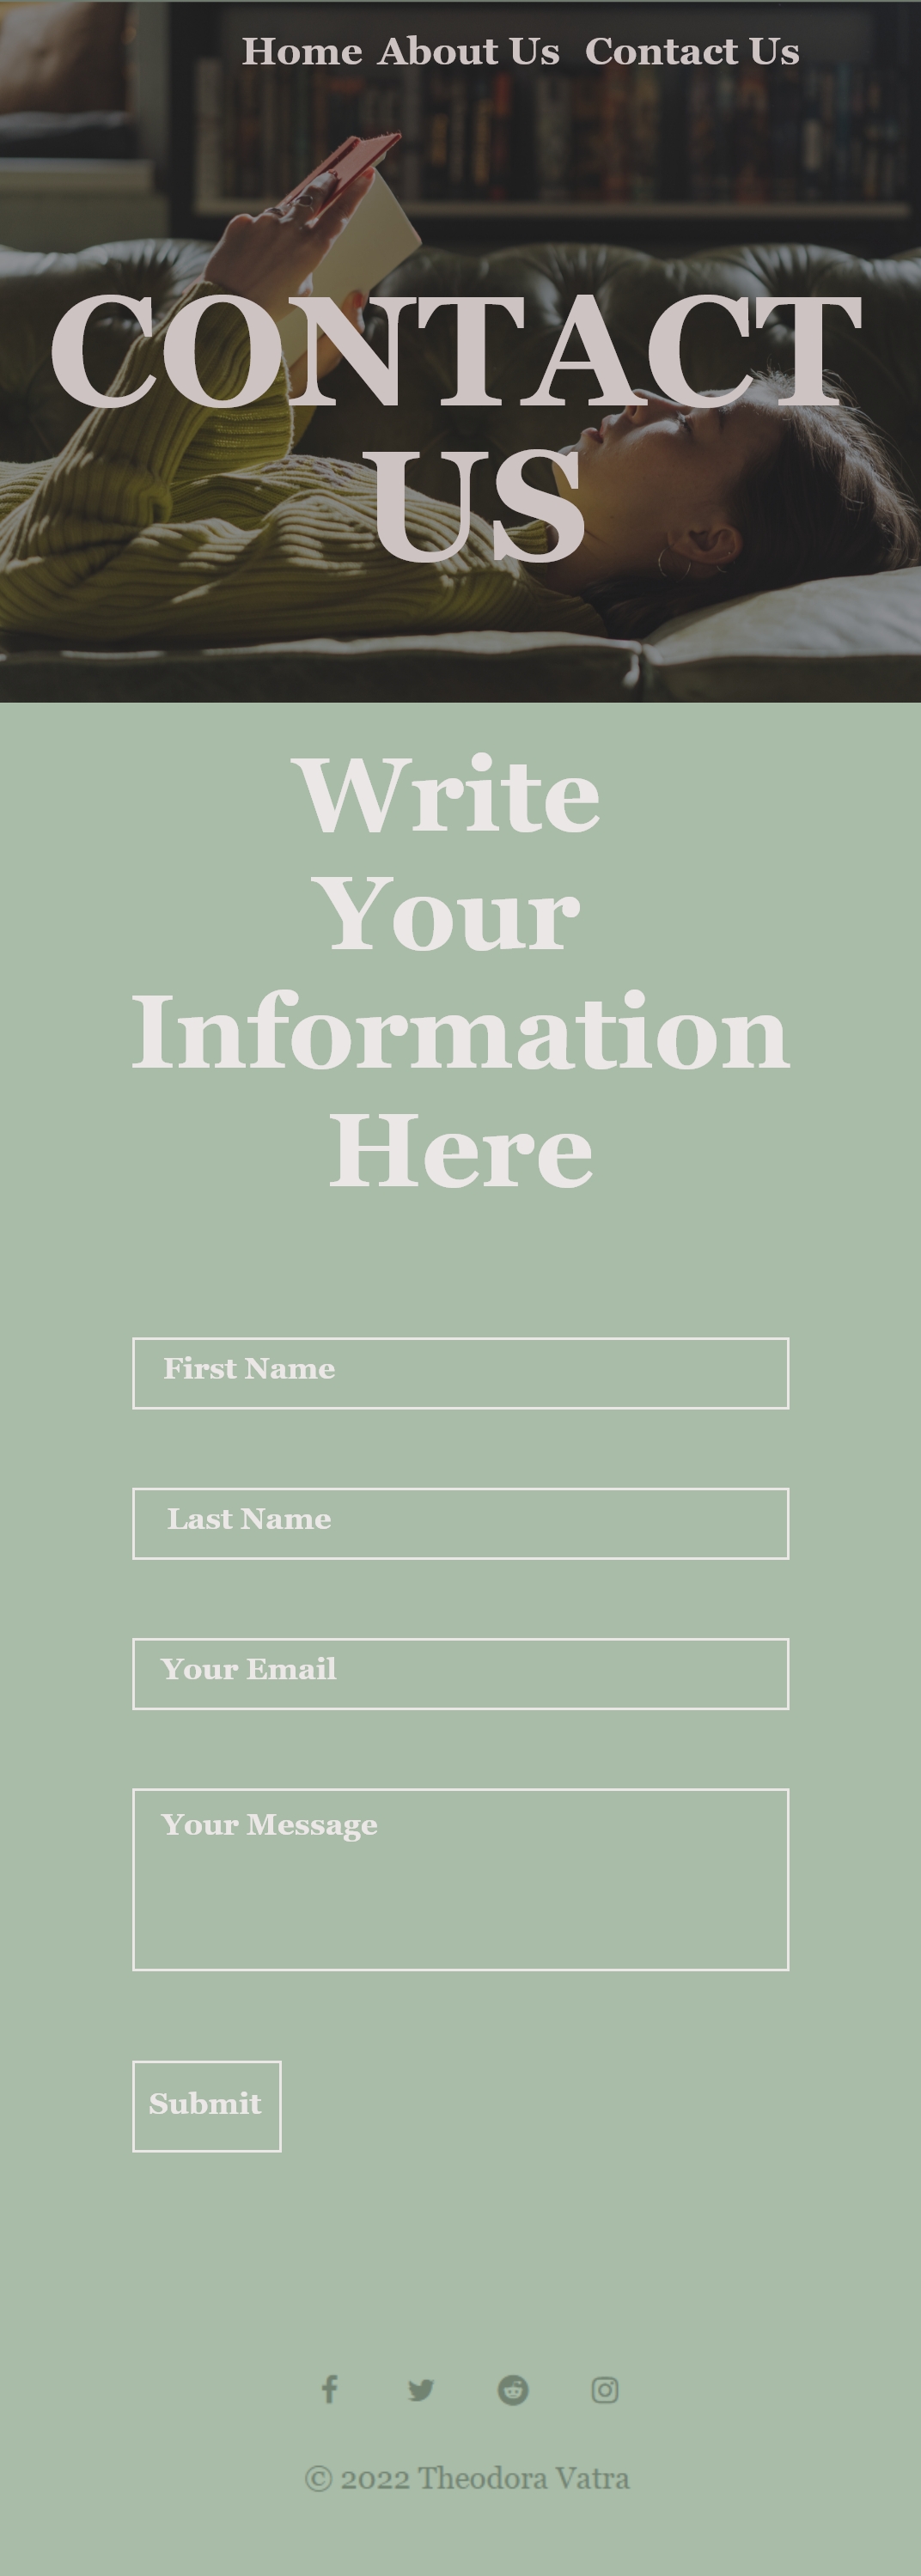 Home About Us Contact Us
CONTACT
US
Write
Your
Information
Here
First Name
Last Name
Your Email
Your Message
Submit
© 2022 Theodora Vatra